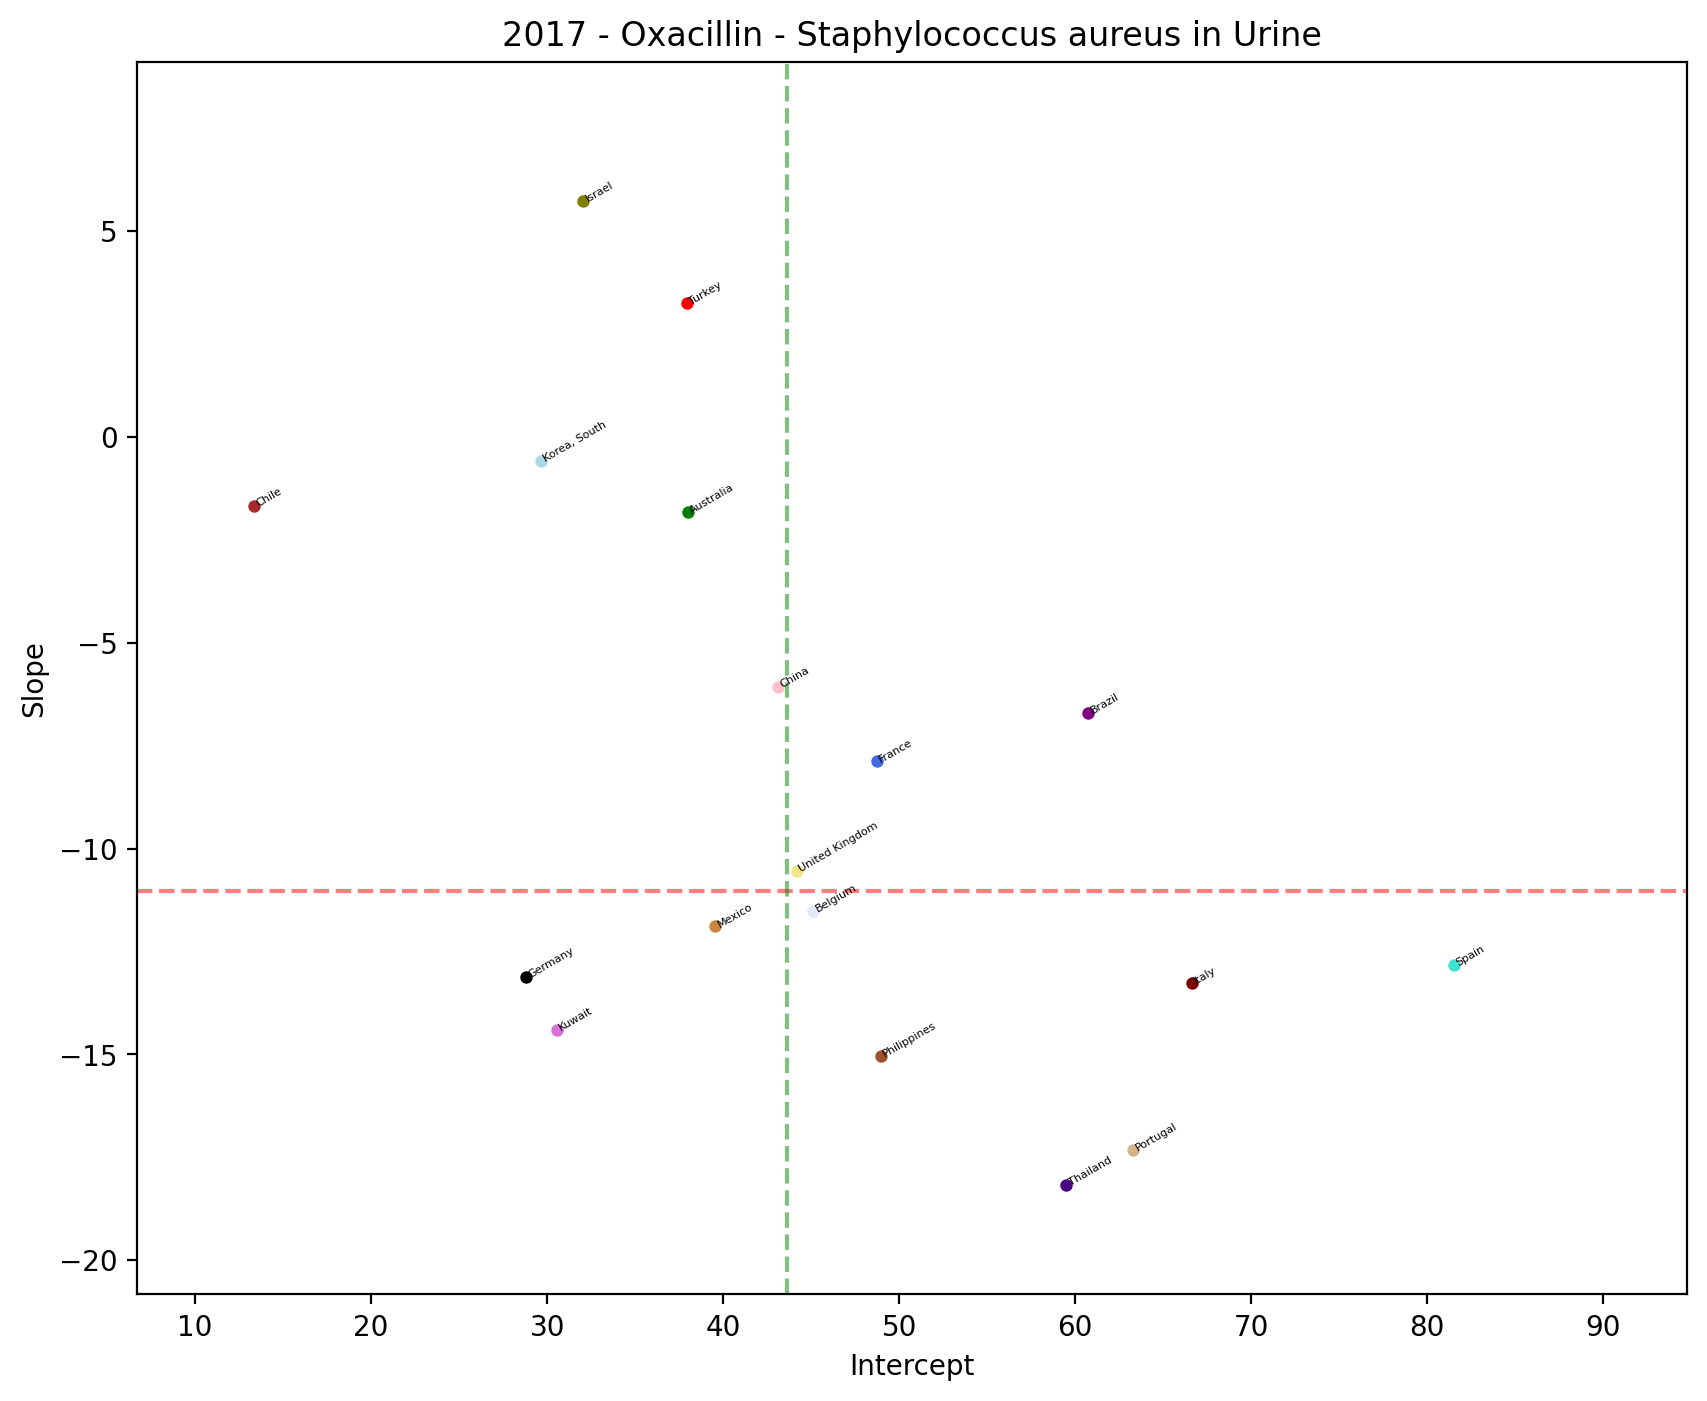 2017 - Oxacillin - Staphylococcus aureus in Urine
Israel
5
Turkey
Korea, South
0
Chile
Australia
−5
China
Brazil
Slope
France
United Kingdom
−10
Belgium
Mexico
Germany
Spain
Italy
Kuwait
Philippines
−15
Portugal
Thailand
−20
10 20 30 40 50 60 70 80 90
Intercept